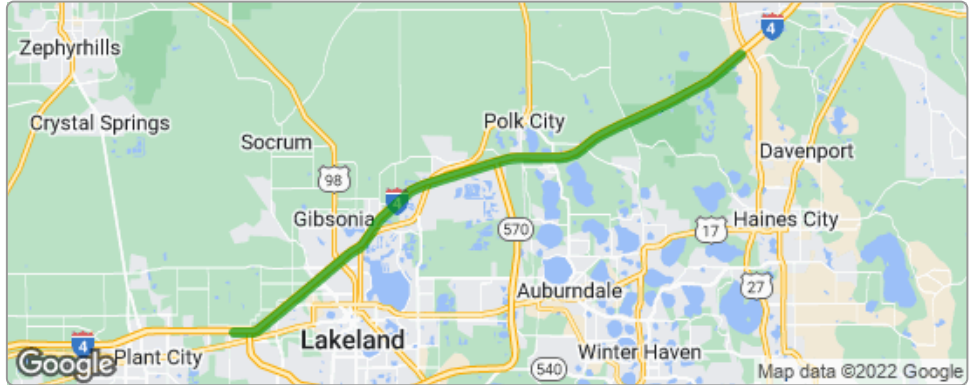 4
Zephyrhills
Polk City
Crystal Springs
Socrum
Davenport
98
4
Gibsonia
Haines City
17
570
27
Auburndale
Lakeland
4
Plant City
Winter Haven
540
Google
Map data ©2022 Google